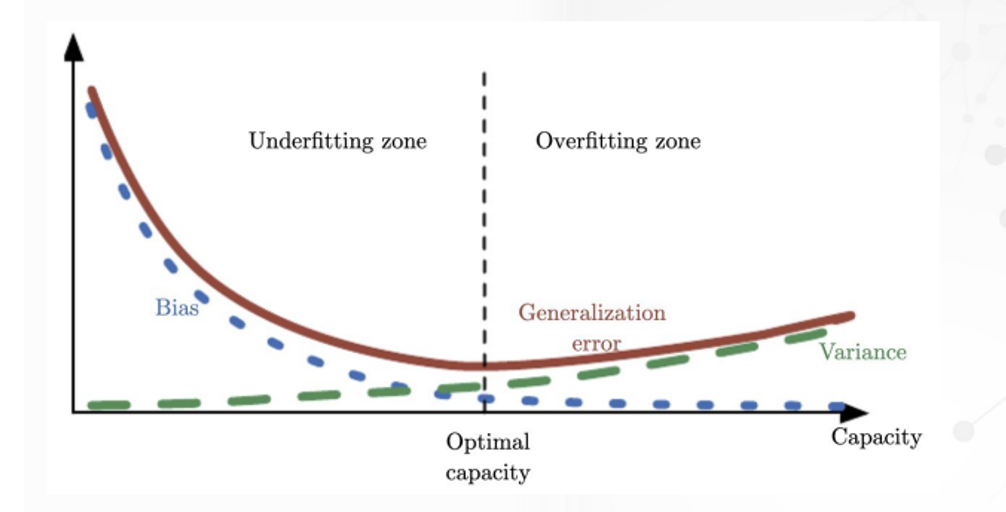 Underfitting zone
Overfitting zone
Bias
Generalization
error
Variance
Optimal
capacity
Capacity